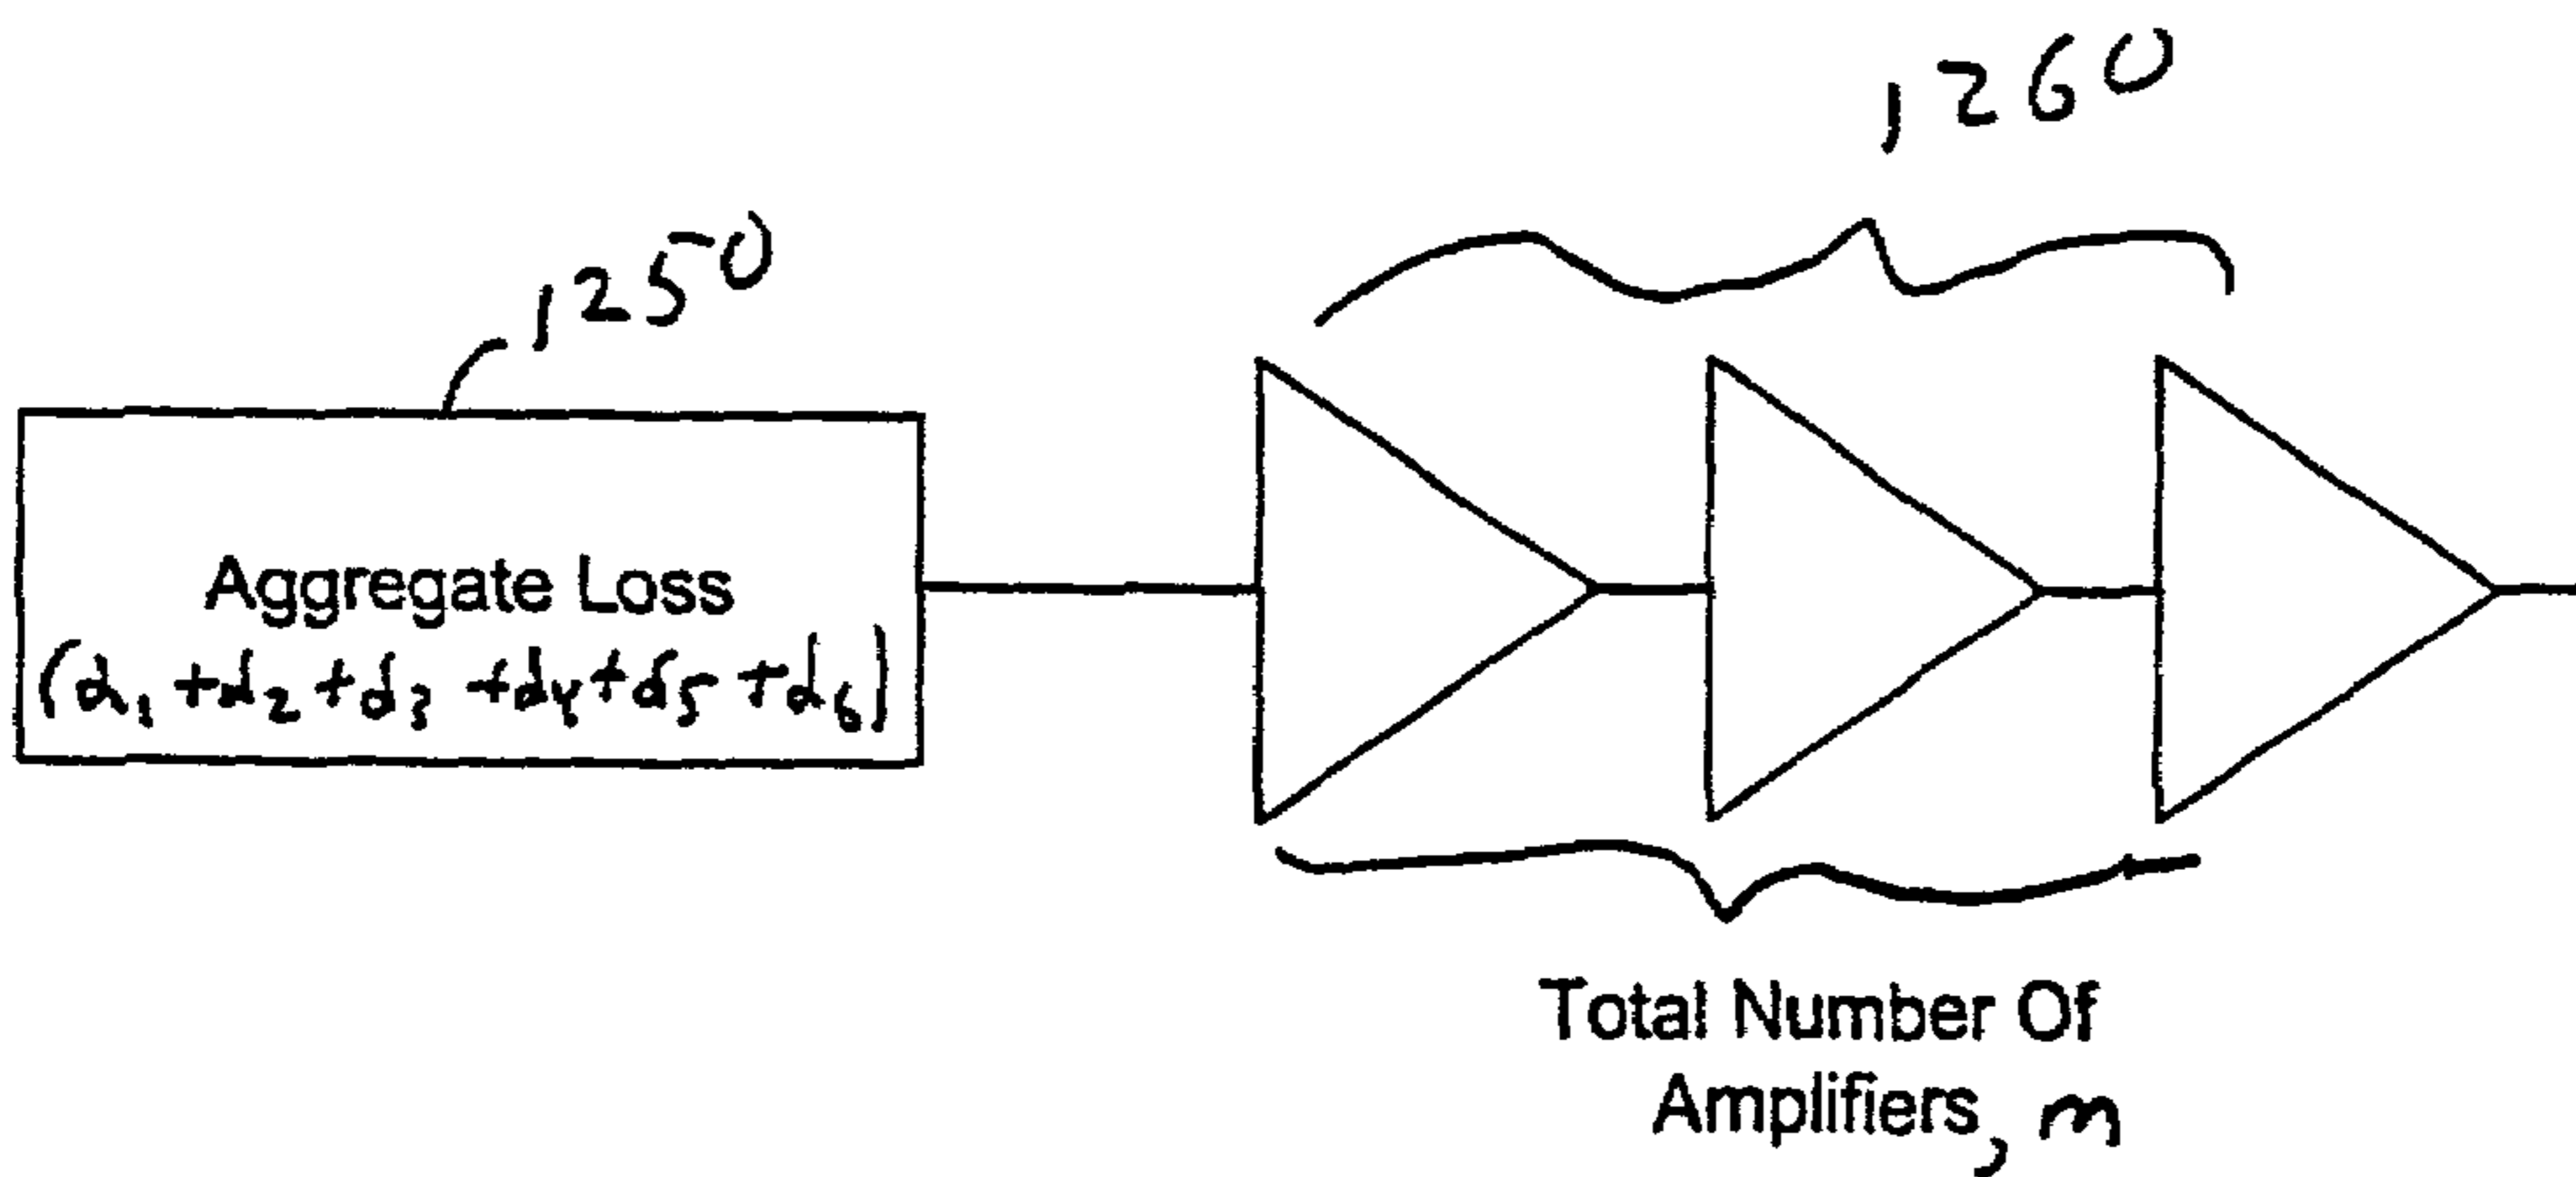 1260
1250
Aggregate Loss
(α₁ + α₂ + α₃ + α₄ + α₅ + α₆)
Total Number Of
Amplifiers, m